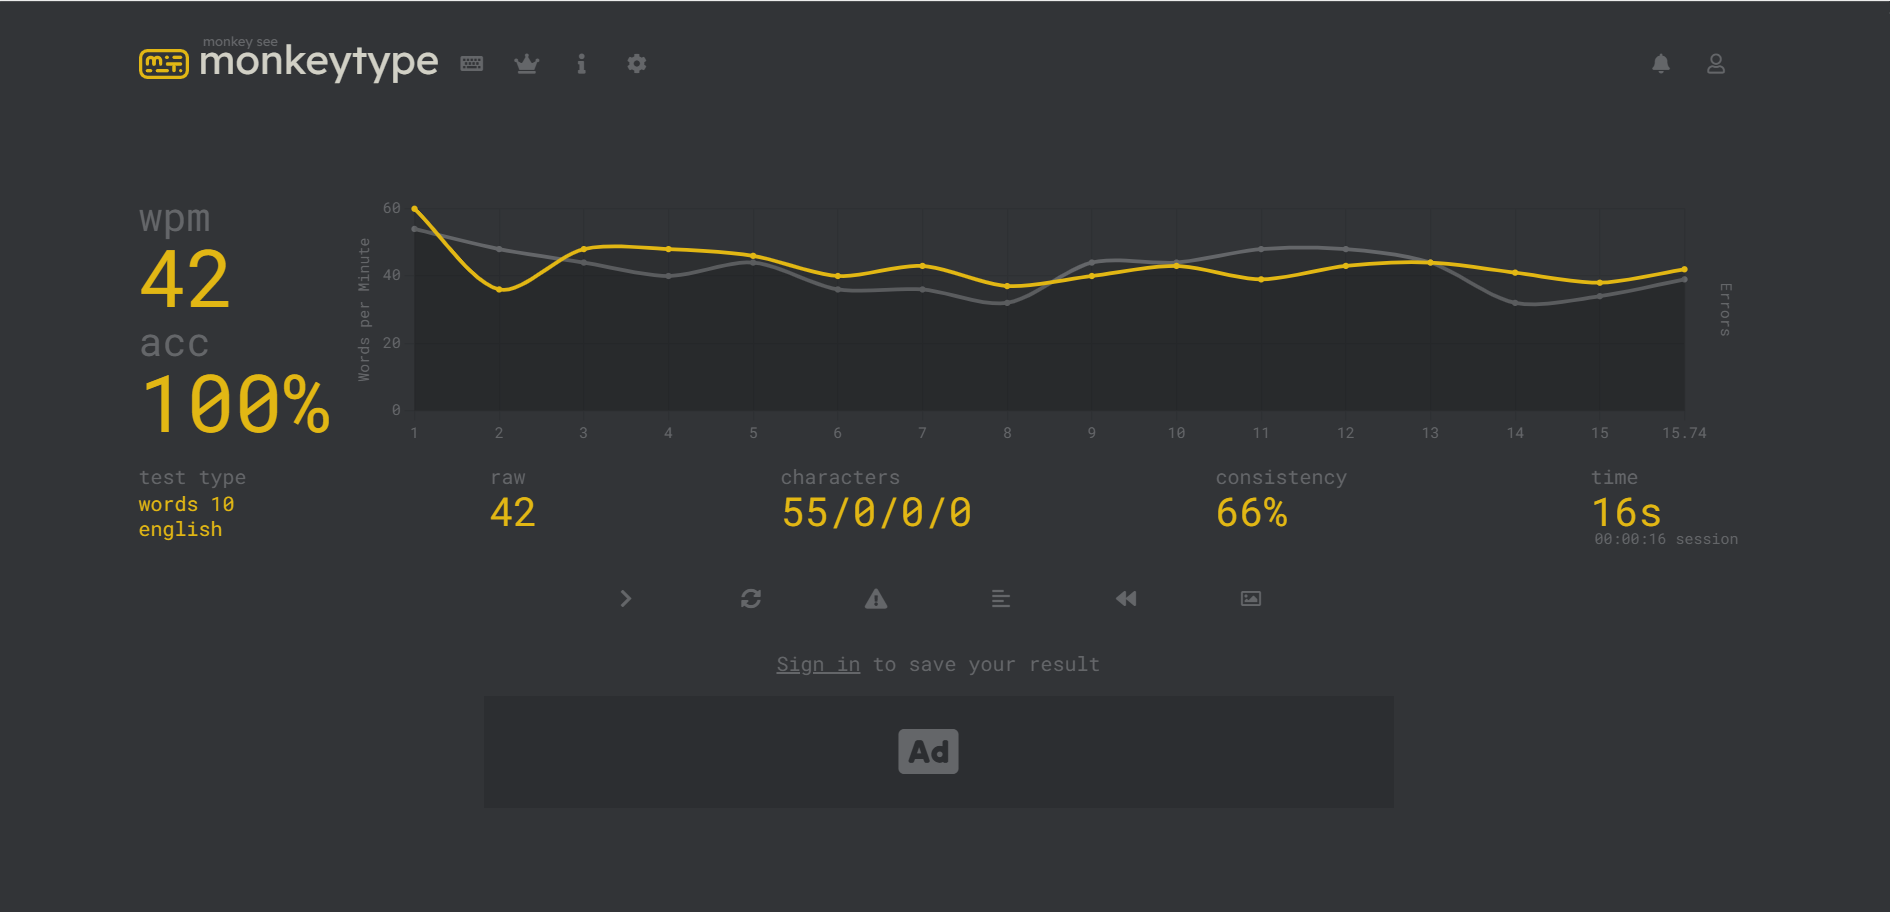 monkey see
monkeytype
wpm
42
acc
100%
Words per Minute
60
40
20
0
1 2 3 4 5 6 7 8 9 10 11 12 13 14 15 15.74
Errors
test type
words 10
english
raw
42
characters
55/0/0/0
consistency
66%
time
16s
00:00:16 session
Sign in to save your result
Ad